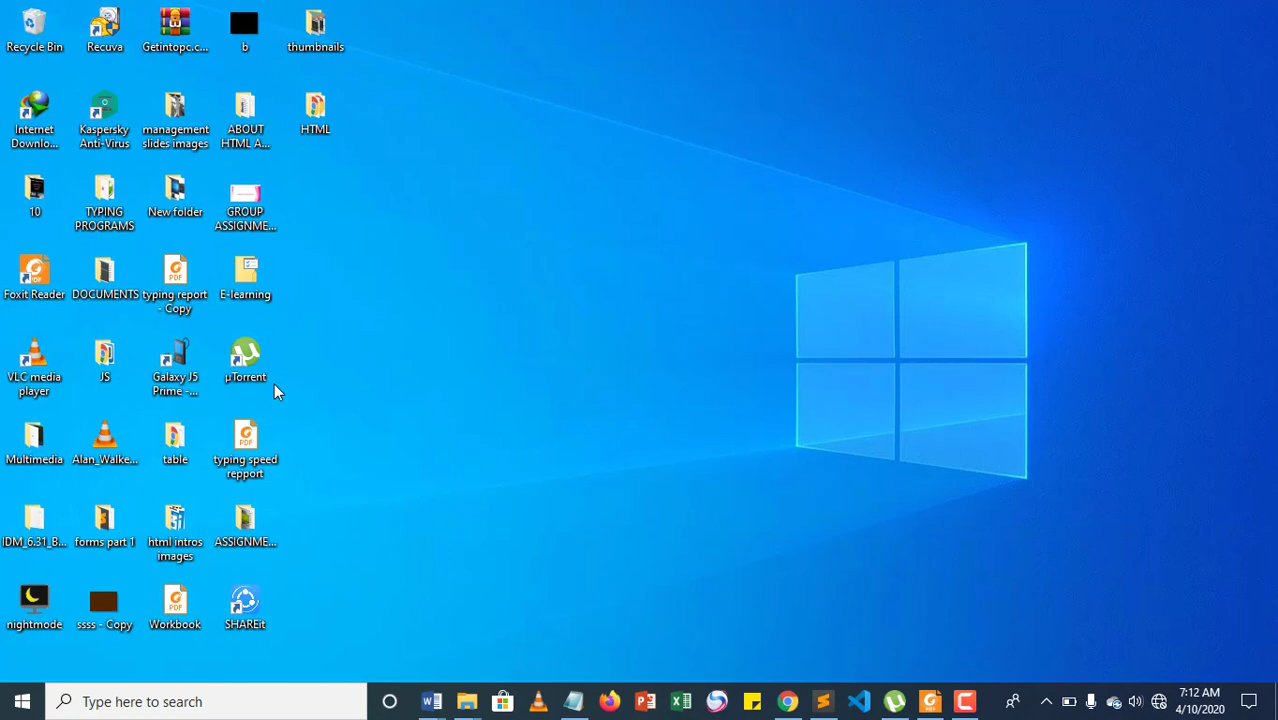 Recycle Bin
Recuva
Getintopc.c...
b
thumbnails
Internet
Downlo...
Kaspersky
Anti-Virus
management
slides images
ABOUT
HTML A...
HTML
10
TYPING
PROGRAMS
New folder
GROUP
ASSIGNME...
Foxit Reader
DOCUMENTS
typing report
- Copy
E-learning
VLC media
player
JS
Galaxy J5
Prime -...
µTorrent
Multimedia
Alan_Walke...
table
typing speed
repport
IDM_6.31_B...
forms part 1
html intros
images
ASSIGNME...
nightmode
ssss - Copy
Workbook
SHAREit
Type here to search
7:12 AM
4/10/2020